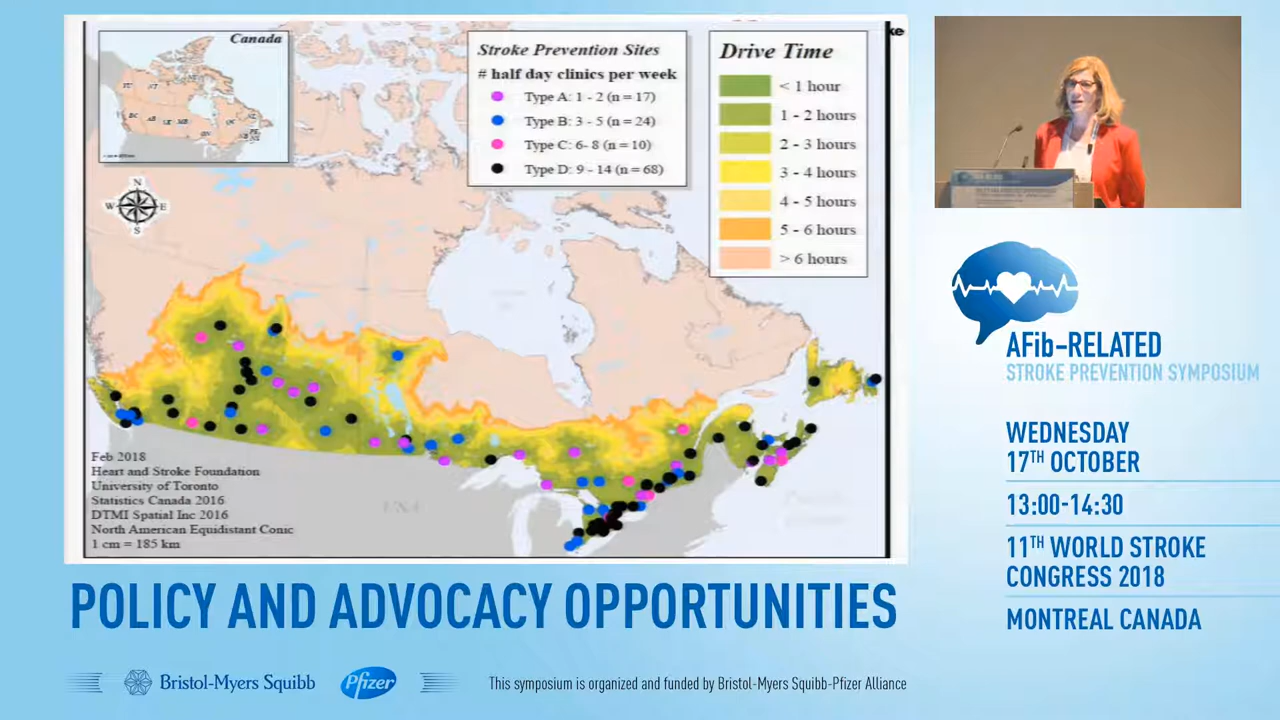 Canada
Stroke Prevention Sites
# half day clinics per week
Type A: 1 - 2 (n = 17)
Type B: 3 - 5 (n = 24)
Type C: 6- 8 (n = 10)
Type D: 9 - 14 (n = 68)
Drive Time
< 1 hour
1 - 2 hours
2 - 3 hours
3 - 4 hours
4 - 5 hours
5 - 6 hours
> 6 hours
ke
N
W E
S
Feb 2018
Heart and Stroke Foundation
University of Toronto
Statistics Canada 2016
DTMI Spatial Inc 2016
North American Equidistant Conic
1 cm = 185 km
USA
POLICY AND ADVOCACY OPPORTUNITIES
Bristol-Myers Squibb
Pfizer
This symposium is organized and funded by Bristol-Myers Squibb-Pfizer Alliance
AFib-RELATED
STROKE PREVENTION SYMPOSIUM
WEDNESDAY
17TH OCTOBER
13:00-14:30
11TH WORLD STROKE
CONGRESS 2018
MONTREAL CANADA